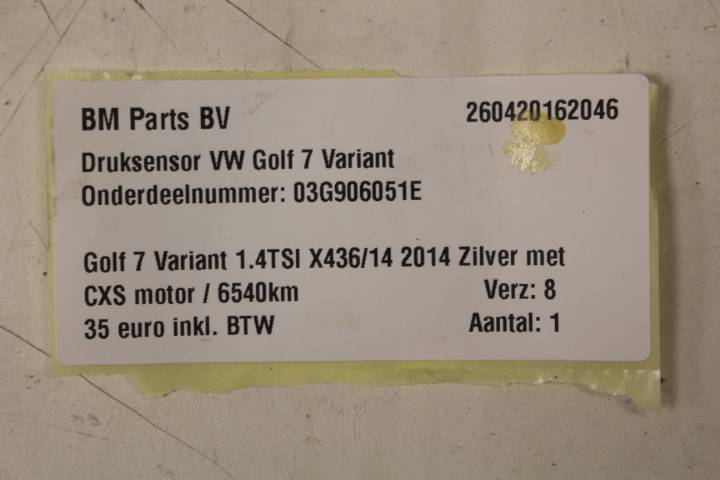 BM Parts BV 260420162046
Druksensor VW Golf 7 Variant
Onderdeelnummer: 03G906051E
Golf 7 Variant 1.4TSI X436/14 2014 Zilver met
CXS motor / 6540km Verz: 8
35 euro inkl. BTW Aantal: 1